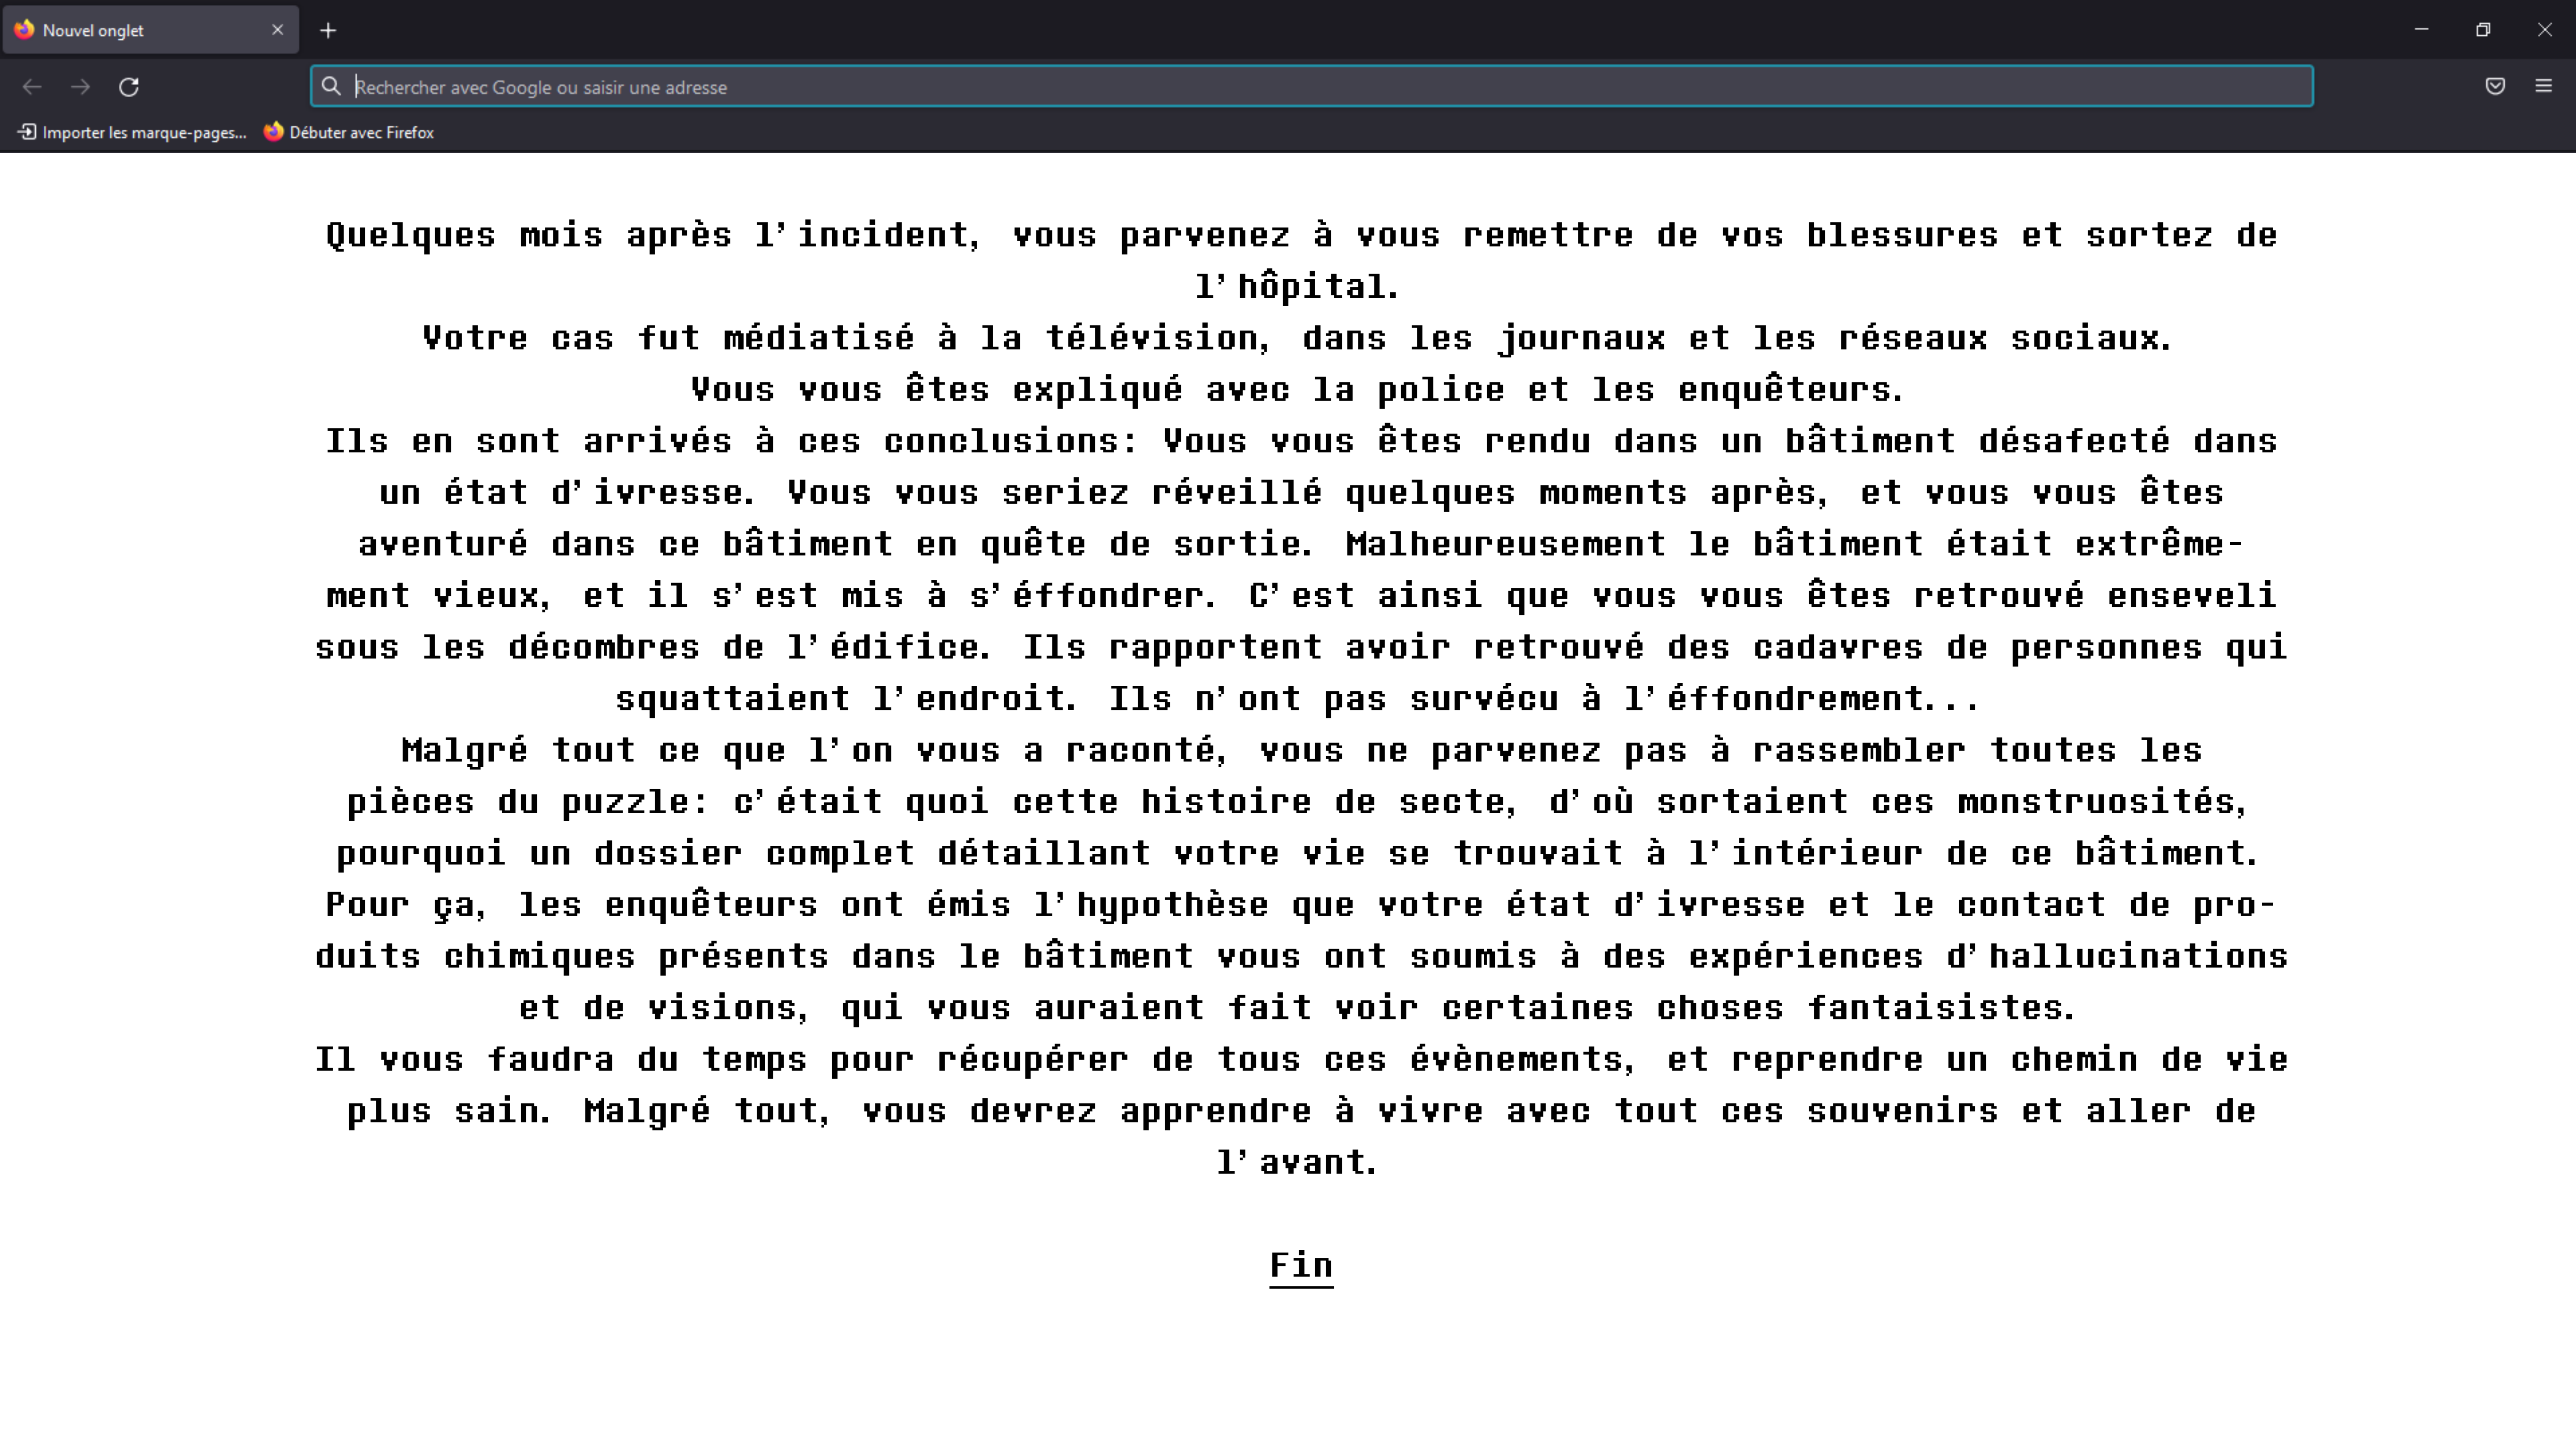 Nouvel onglet
Rechercher avec Google ou saisir une adresse
Importer les marque-pages... Débuter avec Firefox
Quelques mois après l'incident, vous parvenez à vous remettre de vos blessures et sortez de
l'hôpital.
Votre cas fut médiatisé à la télévision, dans les journaux et les réseaux sociaux.
Vous vous êtes expliqué avec la police et les enquêteurs.
Ils en sont arrivés à ces conclusions: Vous vous êtes rendu dans un bâtiment désafecté dans
un état d'ivresse. Vous vous seriez réveillé quelques moments après, et vous vous êtes
aventuré dans ce bâtiment en quête de sortie. Malheureusement le bâtiment était extrême-
ment vieux, et il s'est mis à s'éffondrer. C'est ainsi que vous vous êtes retrouvé enseveli
sous les décombres de l'édifice. Ils rapportent avoir retrouvé des cadavres de personnes qui
squattaient l'endroit. Ils n'ont pas survécu à l'éffondrement...
Malgré tout ce que l'on vous a raconté, vous ne parvenez pas à rassembler toutes les
pièces du puzzle: c'était quoi cette histoire de secte, d'où sortaient ces monstruosités,
pourquoi un dossier complet détaillant votre vie se trouvait à l'intérieur de ce bâtiment.
Pour ça, les enquêteurs ont émis l'hypothèse que votre état d'ivresse et le contact de pro-
duits chimiques présents dans le bâtiment vous ont soumis à des expériences d'hallucinations
et de visions, qui vous auraient fait voir certaines choses fantaisistes.
Il vous faudra du temps pour récupérer de tous ces évènements, et reprendre un chemin de vie
plus sain. Malgré tout, vous devrez apprendre à vivre avec tout ces souvenirs et aller de
l'avant.
Fin